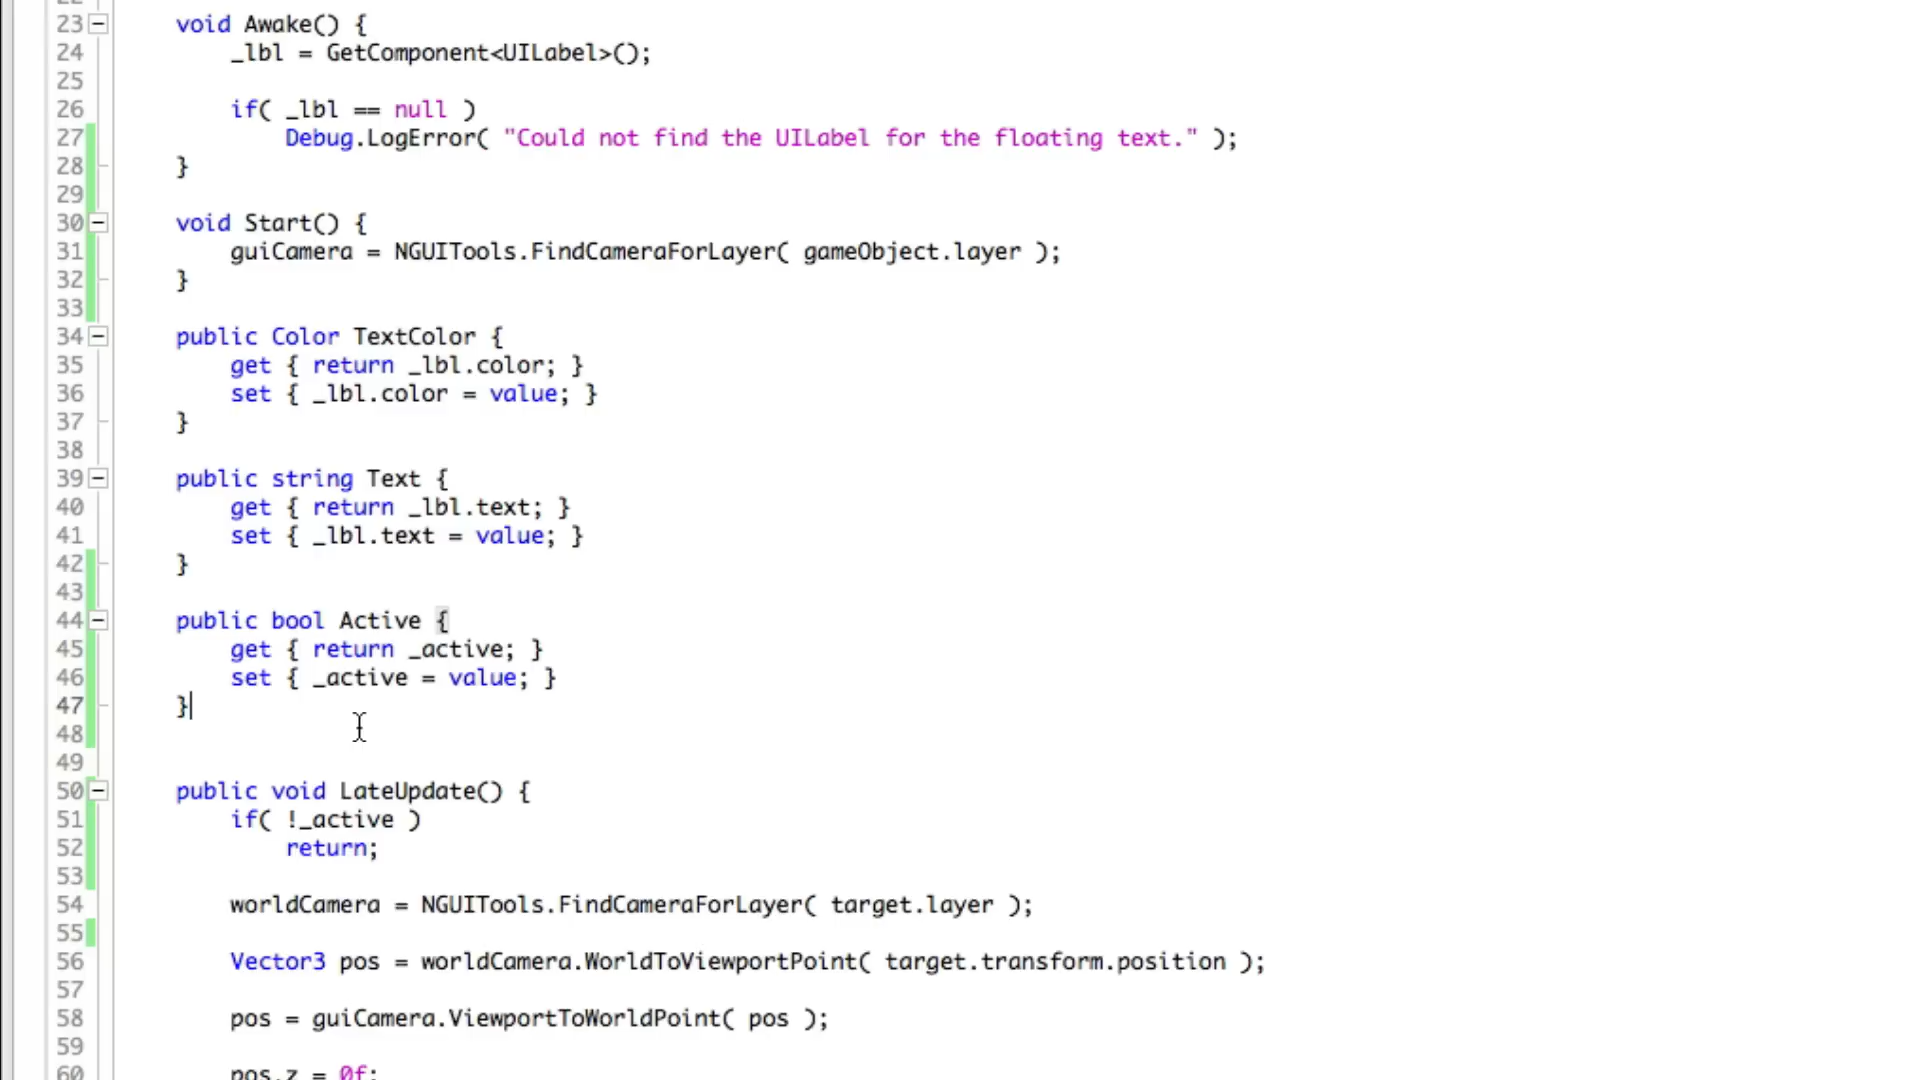 23 void Awake() {
24 _lbl = GetComponent<UILabel>();
25
26 if( _lbl == null )
27 Debug.LogError( "Could not find the UILabel for the floating text." );
28 }
29
30 void Start() {
31 guiCamera = NGUITools.FindCameraForLayer( gameObject.layer );
32 }
33
34 public Color TextColor {
35 get { return _lbl.color; }
36 set { _lbl.color = value; }
37 }
38
39 public string Text {
40 get { return _lbl.text; }
41 set { _lbl.text = value; }
42 }
43
44 public bool Active {
45 get { return _active; }
46 set { _active = value; }
47 }
48
49
50 public void LateUpdate() {
51 if( !_active )
52 return;
53
54 worldCamera = NGUITools.FindCameraForLayer( target.layer );
55
56 Vector3 pos = worldCamera.WorldToViewportPoint( target.transform.position );
57
58 pos = guiCamera.ViewportToWorldPoint( pos );
59
60 pos.z = 0f;